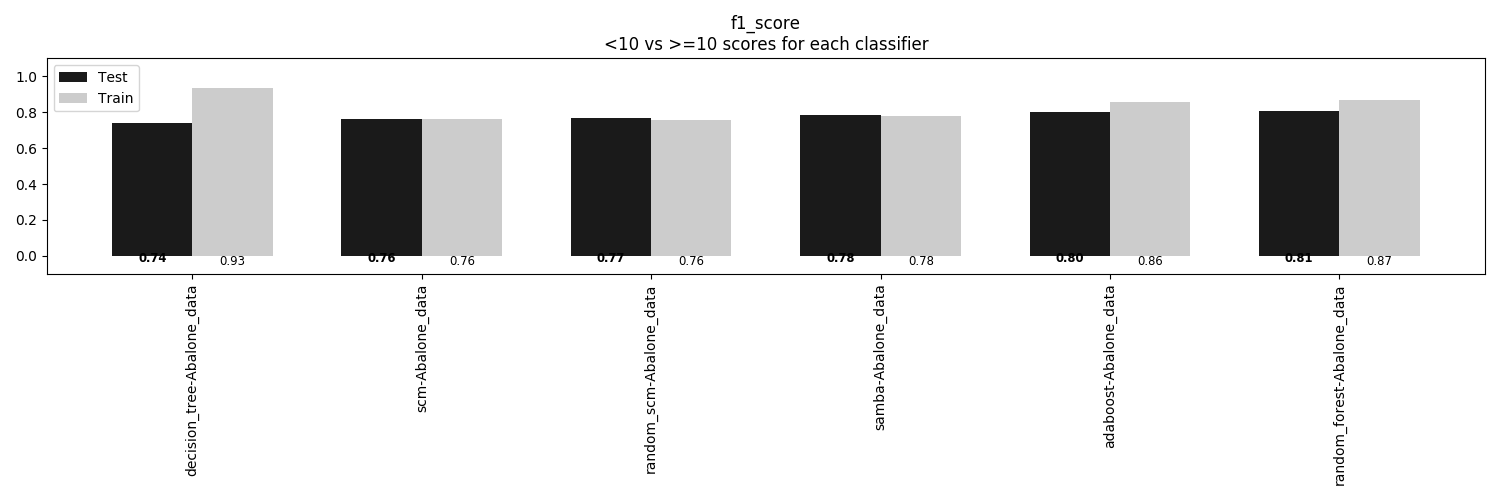 f1_score
<10 vs >=10 scores for each classifier
Test
Train
1.0
0.8
0.6
0.4
0.2
0.0
0.74
0.93
0.76
0.76
0.77
0.76
0.78
0.78
0.80
0.86
0.81
0.87
decision_tree-Abalone_data
scm-Abalone_data
random_scm-Abalone_data
samba-Abalone_data
adaboost-Abalone_data
random_forest-Abalone_data